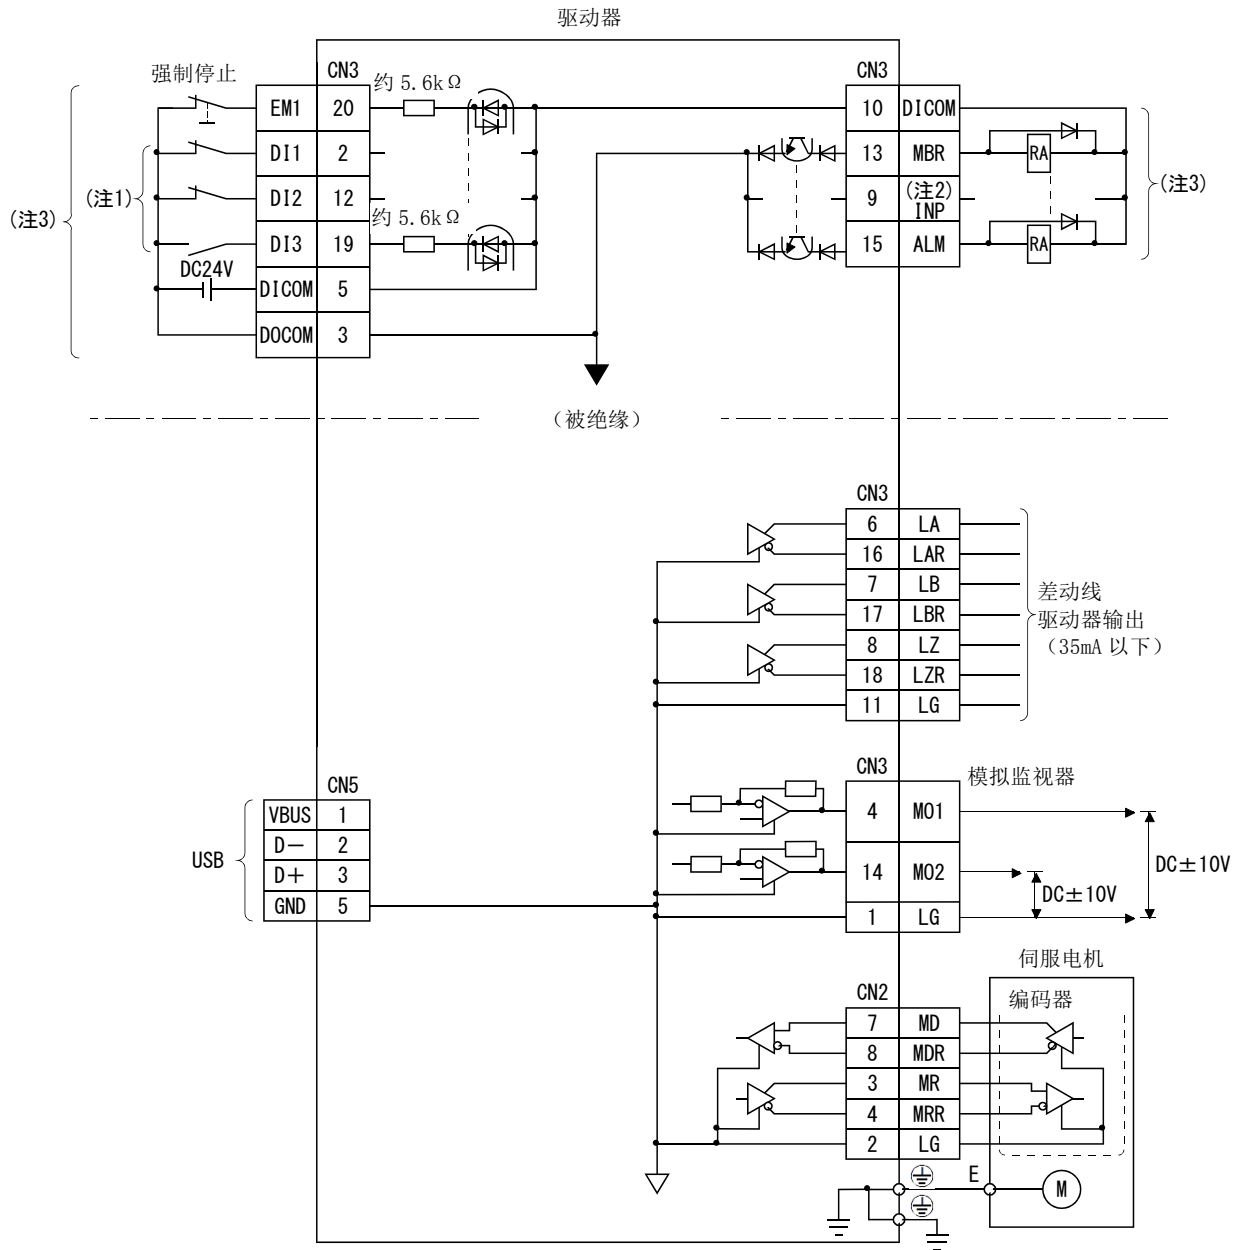 驱动器
强制停止
CN3
约 5.6kΩ
EM1 20
DI1 2
DI2 12
约 5.6kΩ
DI3 19
DC24V
DICOM 5
DOCOM 3
(注1)
(注3)
CN3
10 DICOM
13 MBR
RA
9 (注2)
INP
15 ALM
RA
(注3)
（被绝缘）
CN3
6 LA
16 LAR
7 LB
17 LBR
8 LZ
18 LZR
11 LG
差动线
驱动器输出
（35mA 以下）
CN5
USB
VBUS 1
D− 2
D+ 3
GND 5
CN3
模拟监视器
4 MO1
14 MO2
1 LG
DC±10V
DC±10V
伺服电机
编码器
CN2
7 MD
8 MDR
3 MR
4 MRR
2 LG
E
M